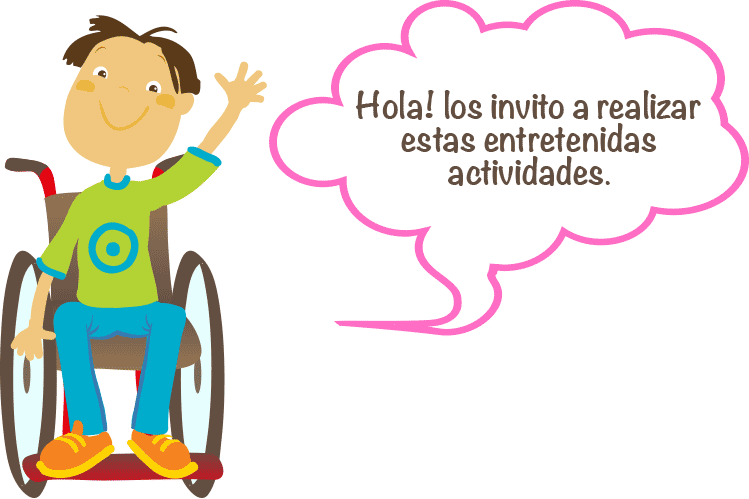 Hola! los invito a realizar
estas entretenidas
actividades.